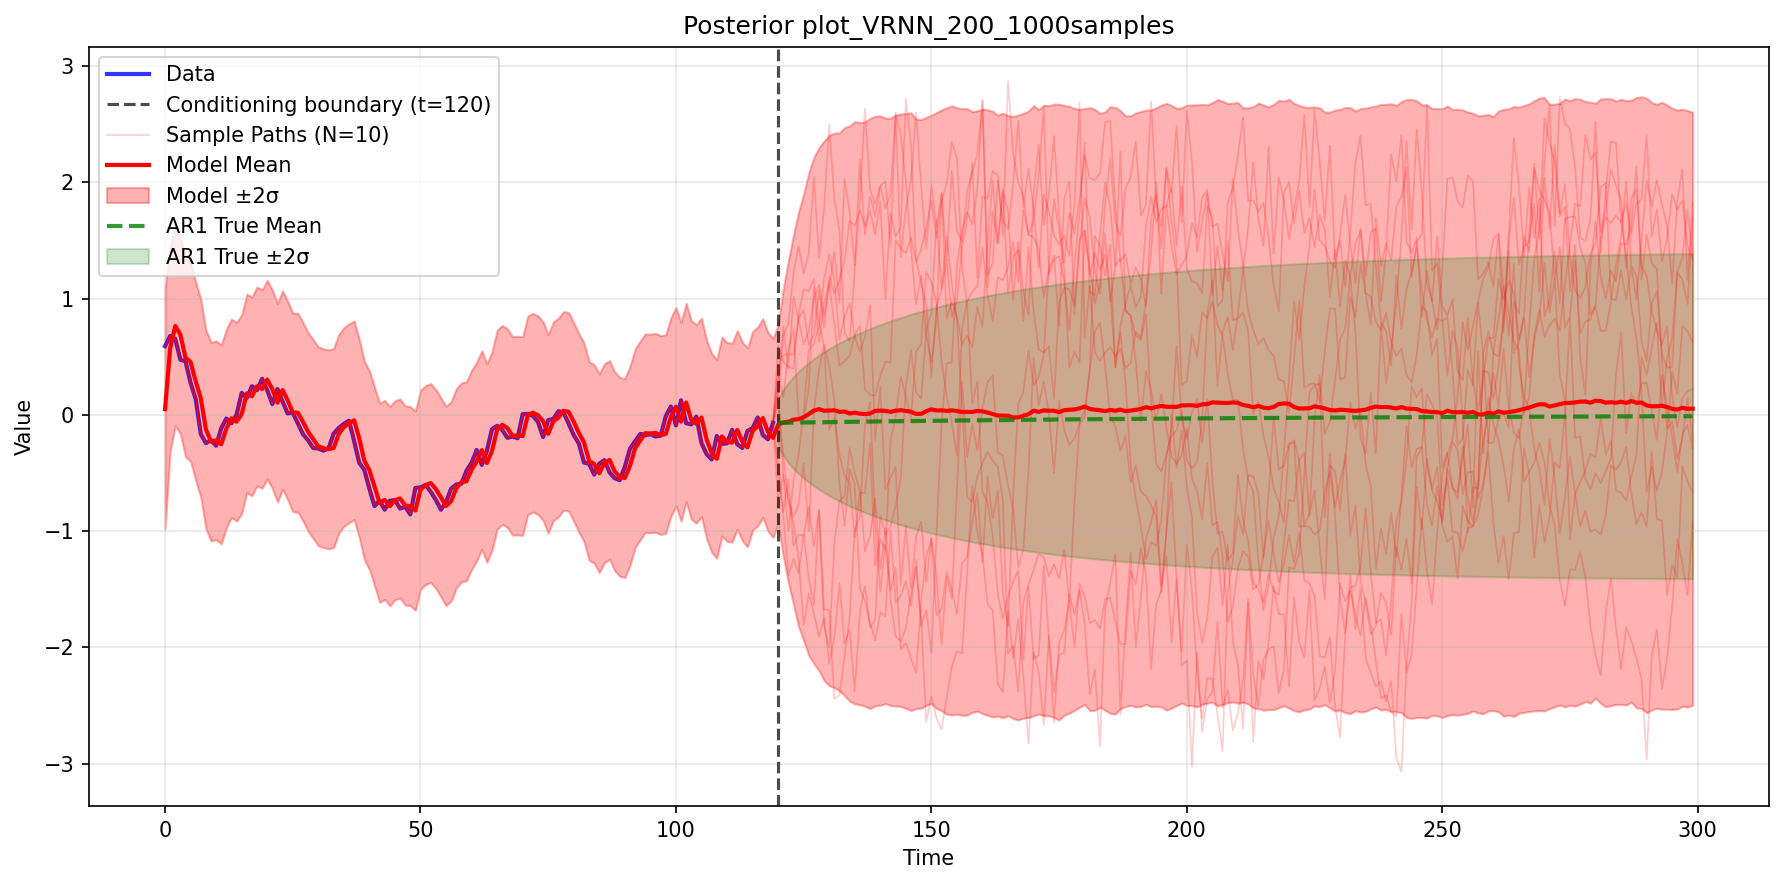 Posterior plot_VRNN_200_1000samples
Data
Conditioning boundary (t=120)
Sample Paths (N=10)
Model Mean
Model ±2σ
AR1 True Mean
AR1 True ±2σ
3
2
1
0
−1
−2
−3
Value
0 50 100 150 200 250 300
Time